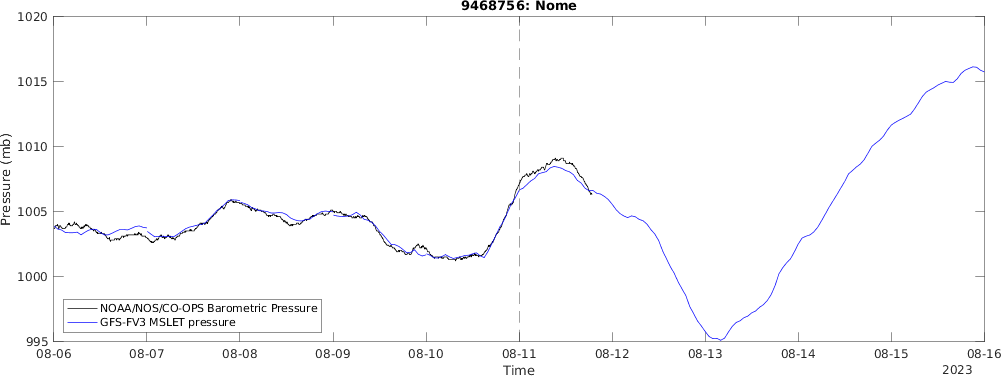 9468756: Nome
1020
1015
1010
1005
1000
995
Pressure (mb)
NOAA/NOS/CO-OPS Barometric Pressure
GFS-FV3 MSLET pressure
08-06 08-07 08-08 08-09 08-10 08-11 08-12 08-13 08-14 08-15 08-16
Time
2023